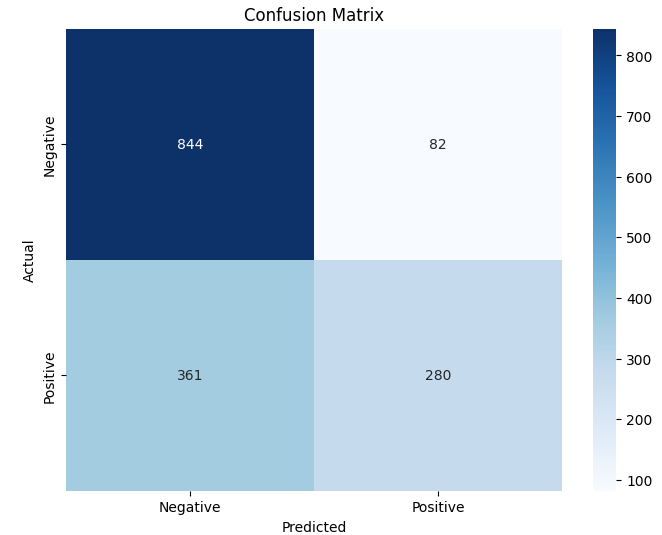 Confusion Matrix
Negative
844
82
800
700
600
500
400
300
200
100
Actual
Positive
361
280
Negative
Positive
Predicted